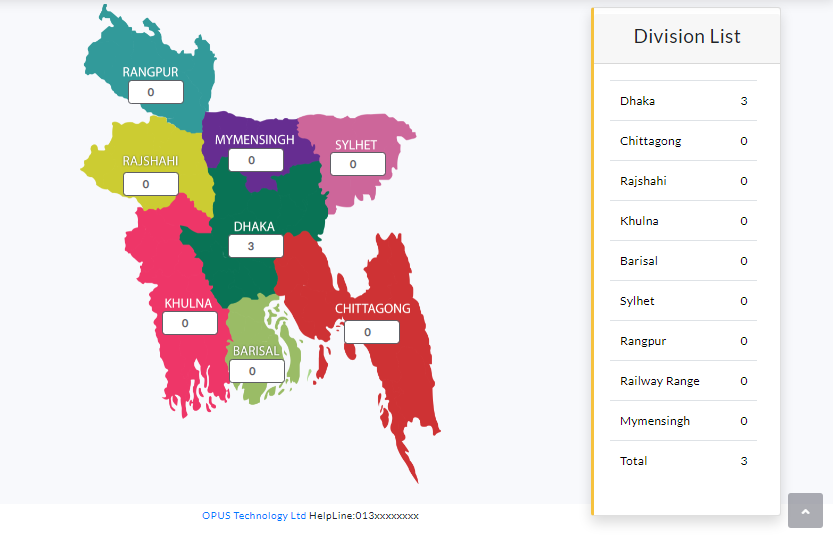 RANGPUR
0
MYMENSINGH
0
SYLHET
0
RAJSHAHI
0
DHAKA
3
KHULNA
0
CHITTAGONG
0
BARISAL
0
OPUS Technology Ltd HelpLine:013xxxxxxxx
Division List
Dhaka 3
Chittagong 0
Rajshahi 0
Khulna 0
Barisal 0
Sylhet 0
Rangpur 0
Railway Range 0
Mymensingh 0
Total 3